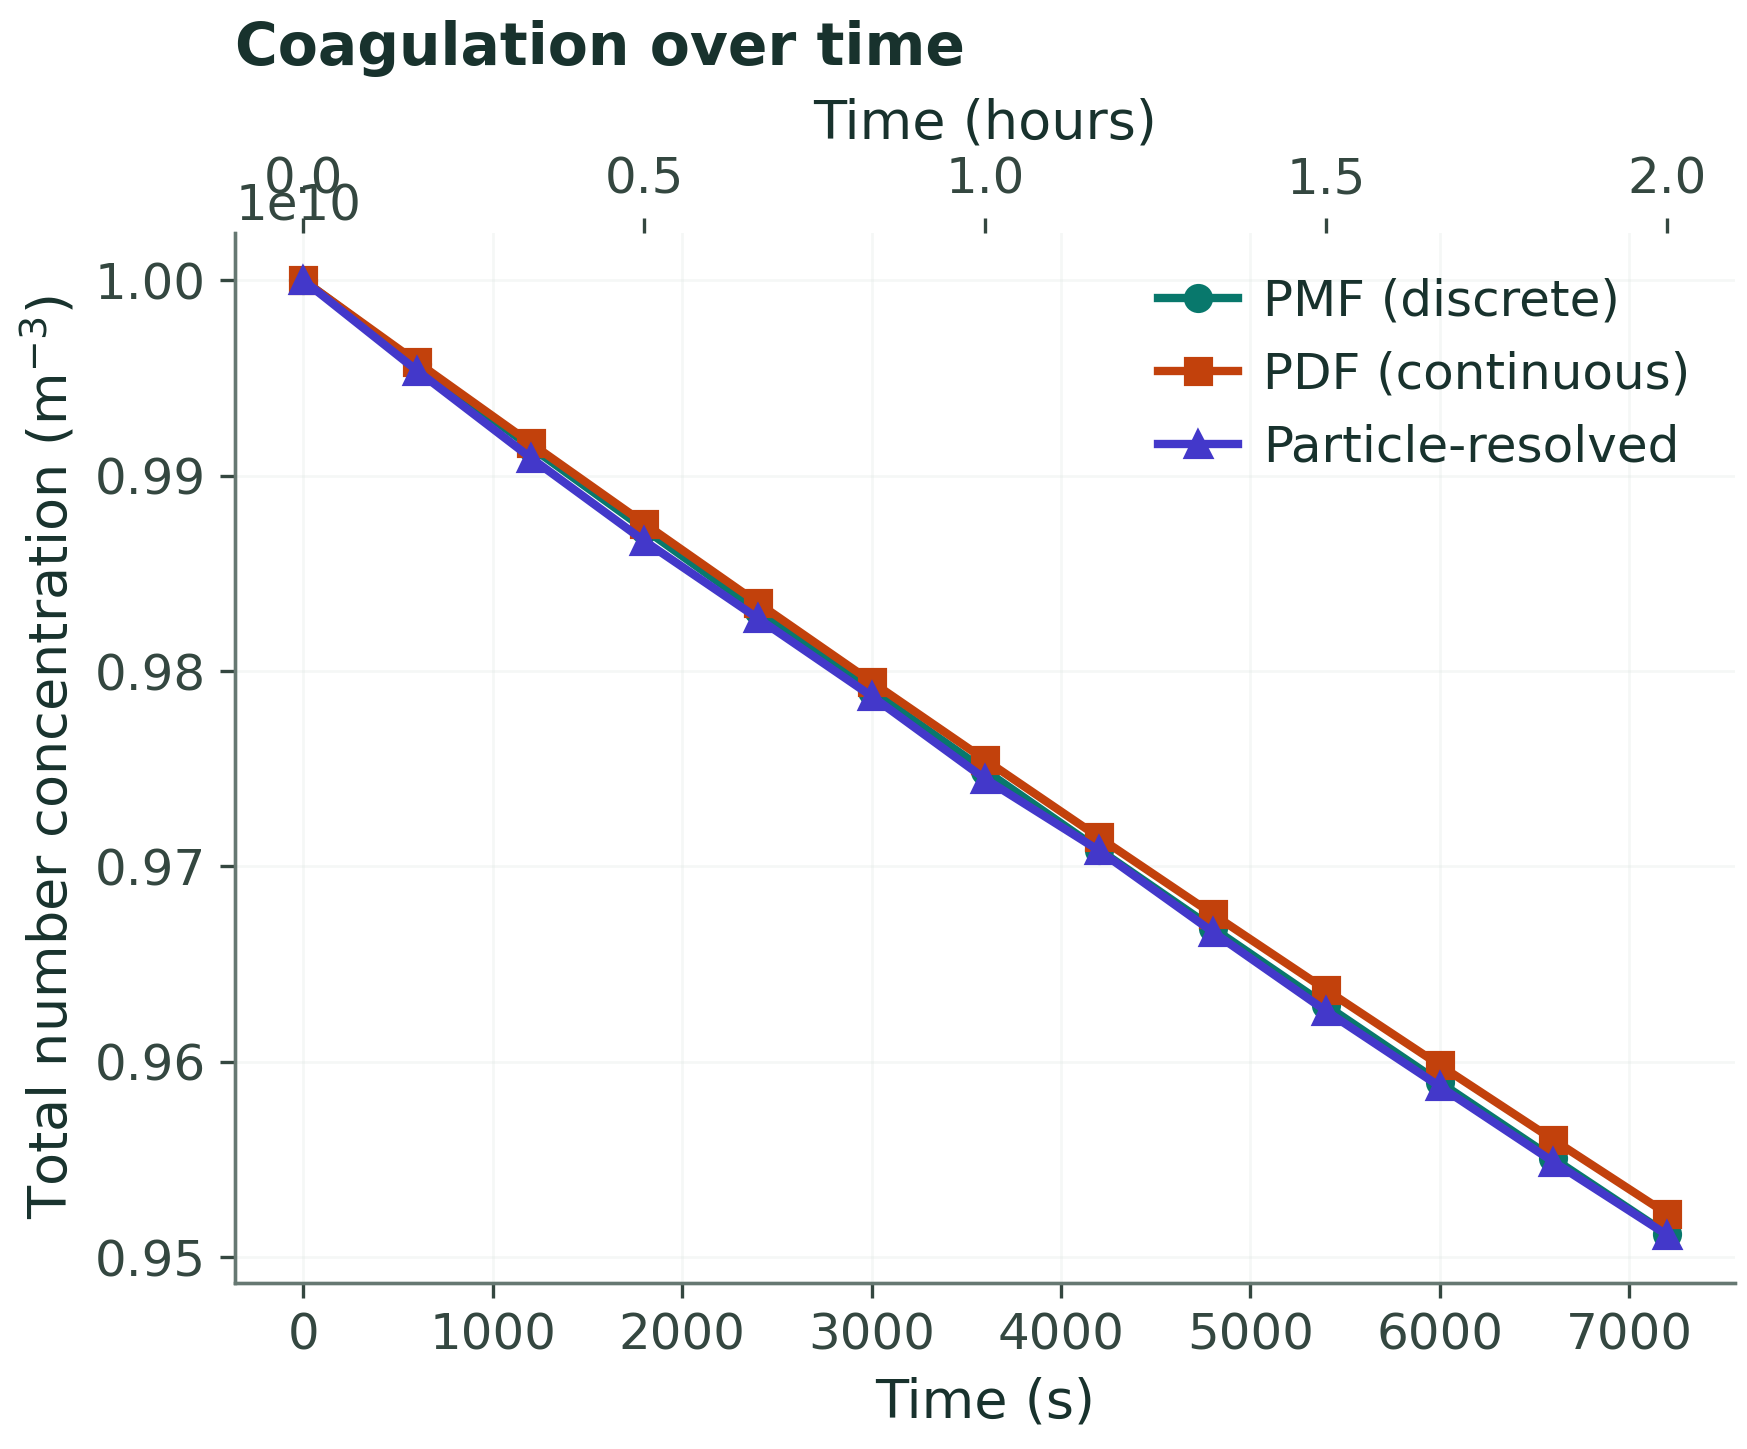 Coagulation over time
Time (hours)
0.0 0.5 1.0 1.5 2.0
1e10
1.00
0.99
0.98
0.97
0.96
0.95
Total number concentration (m⁻³)
PMF (discrete)
PDF (continuous)
Particle-resolved
0 1000 2000 3000 4000 5000 6000 7000
Time (s)